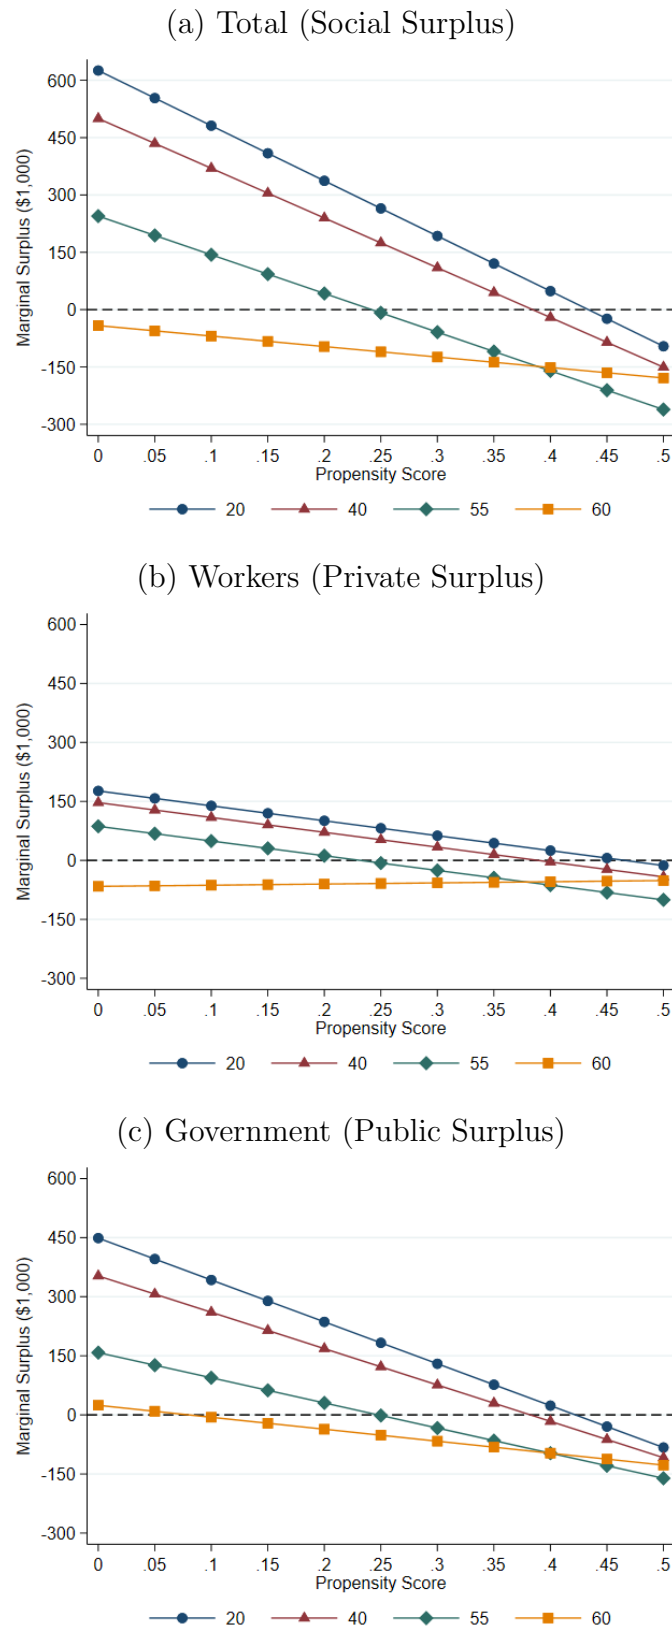 (a) Total (Social Surplus)
Marginal Surplus ($1,000)
600
450
300
150
0
-150
-300
0 .05 .1 .15 .2 .25 .3 .35 .4 .45 .5
Propensity Score
20 40 55 60
(b) Workers (Private Surplus)
Marginal Surplus ($1,000)
600
450
300
150
0
-150
-300
0 .05 .1 .15 .2 .25 .3 .35 .4 .45 .5
Propensity Score
20 40 55 60
(c) Government (Public Surplus)
Marginal Surplus ($1,000)
600
450
300
150
0
-150
-300
0 .05 .1 .15 .2 .25 .3 .35 .4 .45 .5
Propensity Score
20 40 55 60